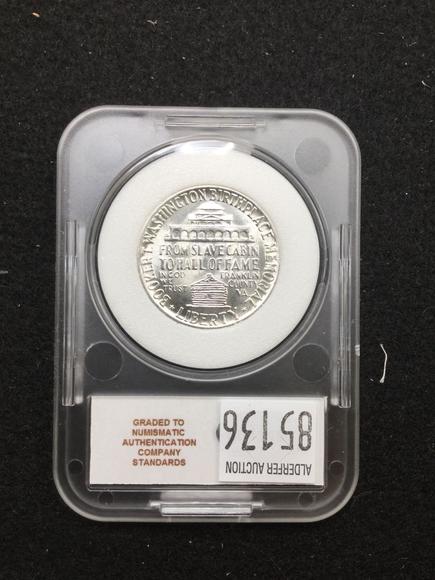 BOOKER T. WASHINGTON BIRTHPLACE MEMORIAL
FROM SLAVE CABIN
TO HALL OF FAME
IN GOD
WE
TRUST
FRANKLIN
COUNTY
VA.
LIBERTY
GRADED TO
NUMISMATIC
AUTHENTICATION
COMPANY
STANDARDS
85136
ALDERFER AUCTION